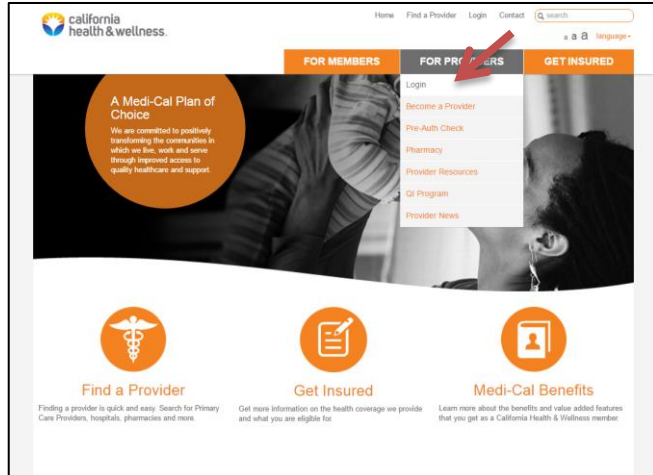 california
health & wellness.
Home Find a Provider Login Contact search
a a a language
FOR MEMBERS FOR PROVIDERS GET INSURED
Login
Become a Provider
Pre-Auth Check
Pharmacy
Provider Resources
QI Program
Provider News
A Medi-Cal Plan of
Choice
We are committed to positively
transforming the communities in
which we live, work and serve
through improved access to
quality healthcare and support.
Find a Provider
Finding a provider is quick and easy. Search for Primary
Care Providers, hospitals, pharmacies and more.
Get Insured
Get more information on the health coverage we provide
and what you are eligible for.
Medi-Cal Benefits
Learn more about the benefits and value added features
that you get as a California Health & Wellness member.